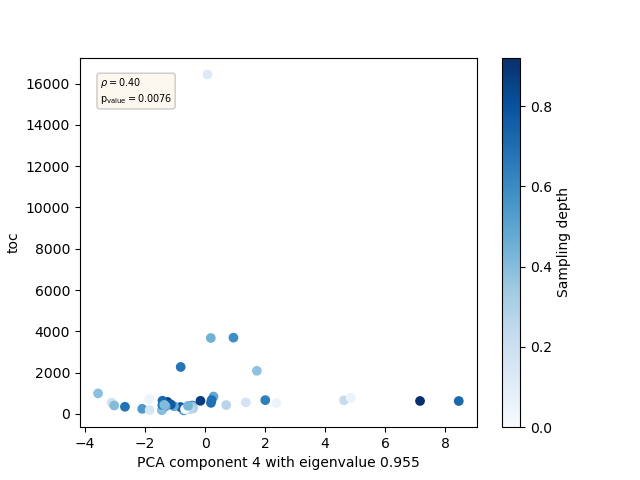 ρ = 0.40
p_value = 0.0076
16000
14000
12000
10000
8000
6000
4000
2000
0
toc
−4 −2 0 2 4 6 8
PCA component 4 with eigenvalue 0.955
0.8
0.6
0.4
0.2
0.0
Sampling depth